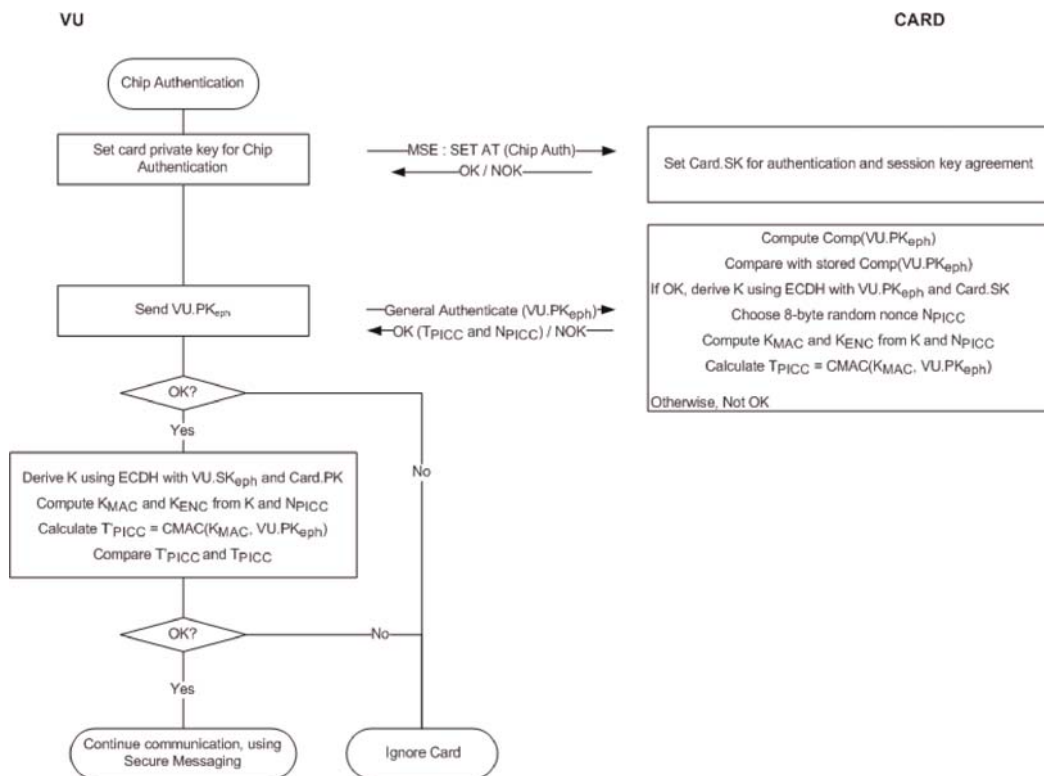 VU
CARD
Chip Authentication
Set card private key for Chip
Authentication
MSE : SET AT (Chip Auth)
OK / NOK
Set Card.SK for authentication and session key agreement
Compute Comp(VU.PKeph)
Compare with stored Comp(VU.PKeph)
If OK, derive K using ECDH with VU.PKeph and Card.SK
Choose 8-byte random nonce NPICC
Compute KMAC and KENC from K and NPICC
Calculate TPICC = CMAC(KMAC, VU.PKeph)
Otherwise, Not OK
Send VU.PKeph
General Authenticate (VU.PKeph)
OK (TPICC and NPICC) / NOK
OK?
Yes
No
Derive K using ECDH with VU.SKeph and Card.PK
Compute KMAC and KENC from K and NPICC
Calculate T'PICC = CMAC(KMAC, VU.PKeph)
Compare T'PICC and TPICC
OK?
No
Yes
Continue communication, using
Secure Messaging
Ignore Card